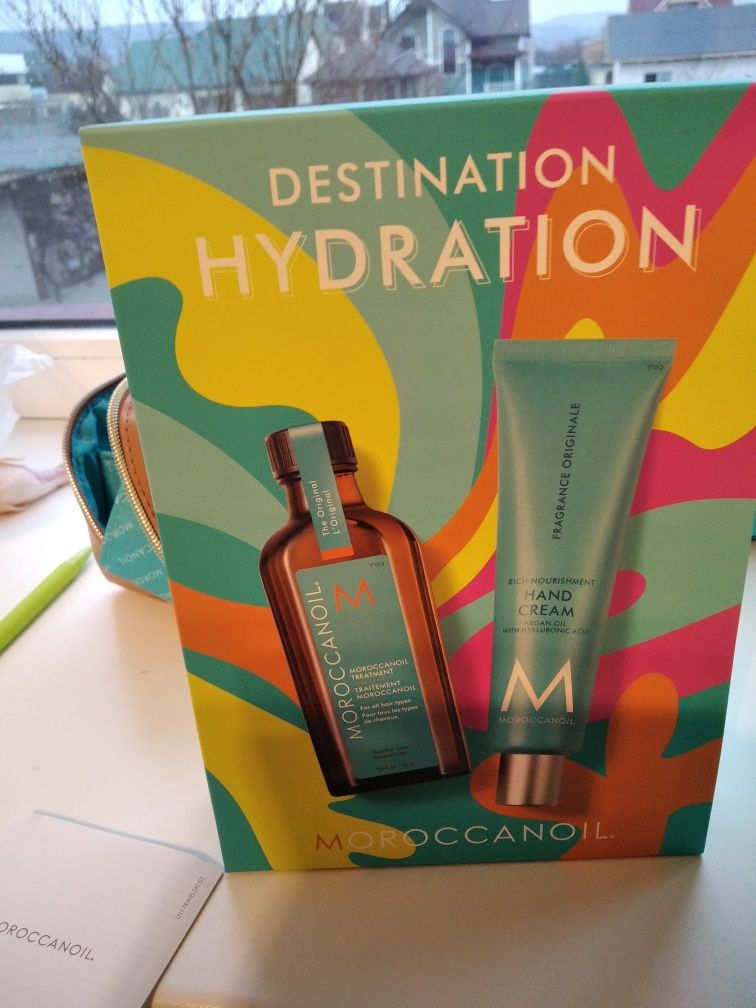 DESTINATION
HYDRATION
The Original
L'Original
M
MOROCCANOIL®
MOROCCANOIL
TREATMENT
TRAITEMENT
MOROCCANOIL
For all hair types
Pour tous les types
de cheveux
FRAGRANCE ORIGINALE
RICH NOURISHMENT
HAND
CREAM
ARGAN OIL
WITH HYALURONIC ACID
M
MOROCCANOIL®
MOROCCANOIL®
MOROCCANOIL
OROCCANOIL®